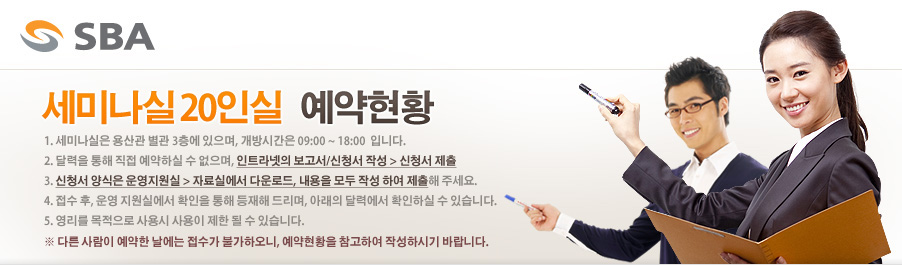 SBA
세미나실 20인실 예약현황
1. 세미나실은 용산관 별관 3층에 있으며, 개방시간은 09:00 ~ 18:00 입니다.
2. 달력을 통해 직접 예약하실 수 없으며, 인트라넷의 보고서/신청서 작성 > 신청서 제출
3. 신청서 양식은 운영지원실 > 자료실에서 다운로드, 내용을 모두 작성 하여 제출해 주세요.
4. 접수 후, 운영 지원실에서 확인을 통해 등재해 드리며, 아래의 달력에서 확인하실 수 있습니다.
5. 영리를 목적으로 사용시 사용이 제한 될 수 있습니다.
※ 다른 사람이 예약한 날에는 접수가 불가하오니, 예약현황을 참고하여 작성하시기 바랍니다.